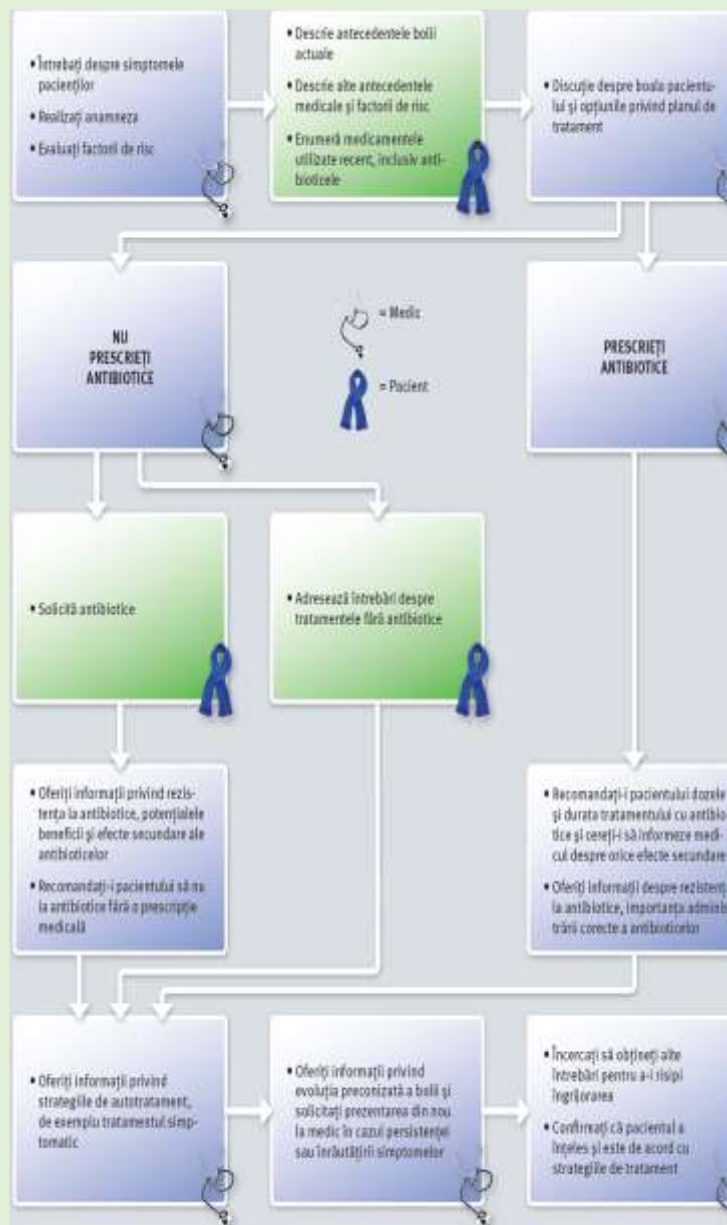 • Întrebați despre simptomele
pacienților
• Realizați anamneza
• Evaluați factorii de risc
• Descrie antecedentele bolii
actuale
• Descrie alte antecedentele
medicale și factorii de risc
• Enumeră medicamentele
utilizate recent, inclusiv anti-
bioticele
• Discuție despre boala pacientu-
lui și opțiunile privind planul de
tratament
NU
PRESCRIEȚI
ANTIBIOTICE
= Medic
= Pacient
PRESCRIEȚI
ANTIBIOTICE
• Solicită antibiotice
• Adresează întrebări despre
tratamentele fără antibiotice
• Oferiți informații privind rezis-
tența la antibiotice, potențialele
beneficii și efecte secundare ale
antibioticelor
• Recomandați-i pacientului să nu
ia antibiotice fără o prescripție
medicală
• Recomandați-i pacientului dozele
și durata tratamentului cu antibio-
tice și cereți-i să informeze medi-
cul despre orice efecte secundare
• Oferiți informații despre rezistenț
la antibiotice, importanța adminis-
trării corecte a antibioticelor
• Oferiți informații privind
strategiile de autotratament,
de exemplu tratamentul simp-
tomatic
• Oferiți informații privind
evoluția preconizată a bolii și
solicitați prezentarea din nou
la medic în cazul persistenței
sau înrăutățirii simptomelor
• Încercați să obțineți alte
întrebări pentru a-i risipi
îngrijorarea
• Confirmați că pacientul a
înțeles și este de acord cu
strategiile de tratament